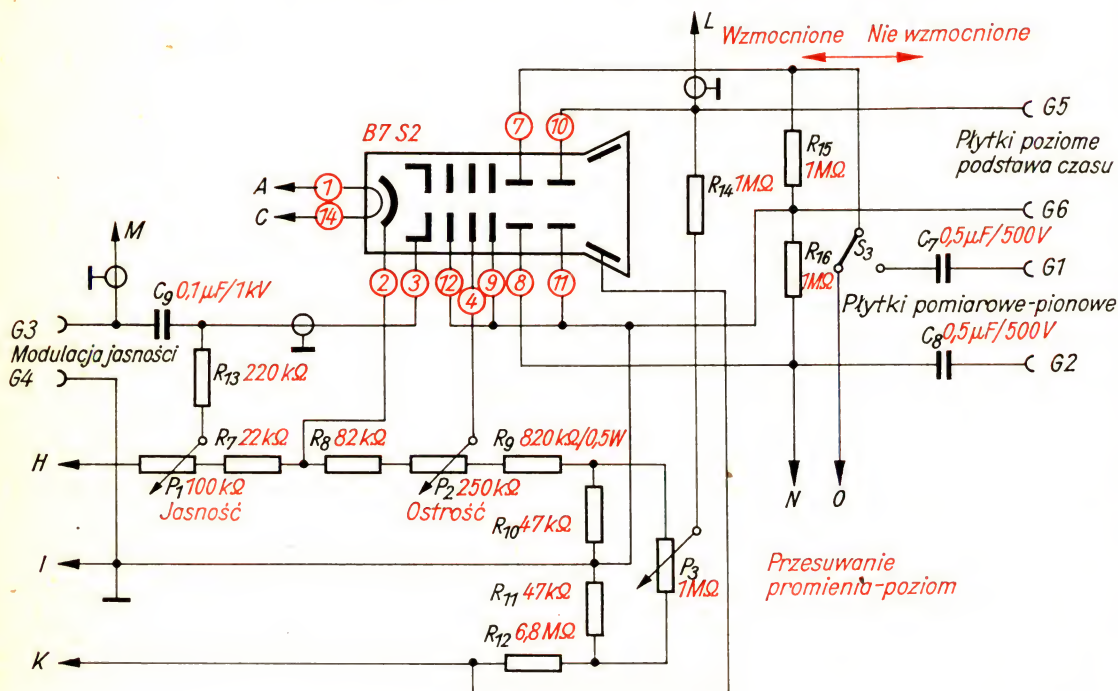 L
Wzmocnione Nie wzmocnione
B7 S2
7
10
G5
Płytki poziome
podstawa czasu
R15
1MΩ
R14 1MΩ
A
1
C
14
G6
M
S3
C7 0,5µF/500V
R16
1MΩ
G1
2
3
12
4
9
8
11
Płytki pomiarowe-pionowe
C9 0,1µF/1kV
G3
Modulacja jasności
G4
C8 0,5µF/500V
G2
R13 220kΩ
R7 22kΩ
R8 82kΩ
R9 820kΩ/0,5W
H
P1 100kΩ
Jasność
P2 250kΩ
Ostrość
N
O
R10 47kΩ
I
P3
1MΩ
Przesuwanie
promienia-poziom
R11 47kΩ
R12 6,8MΩ
K